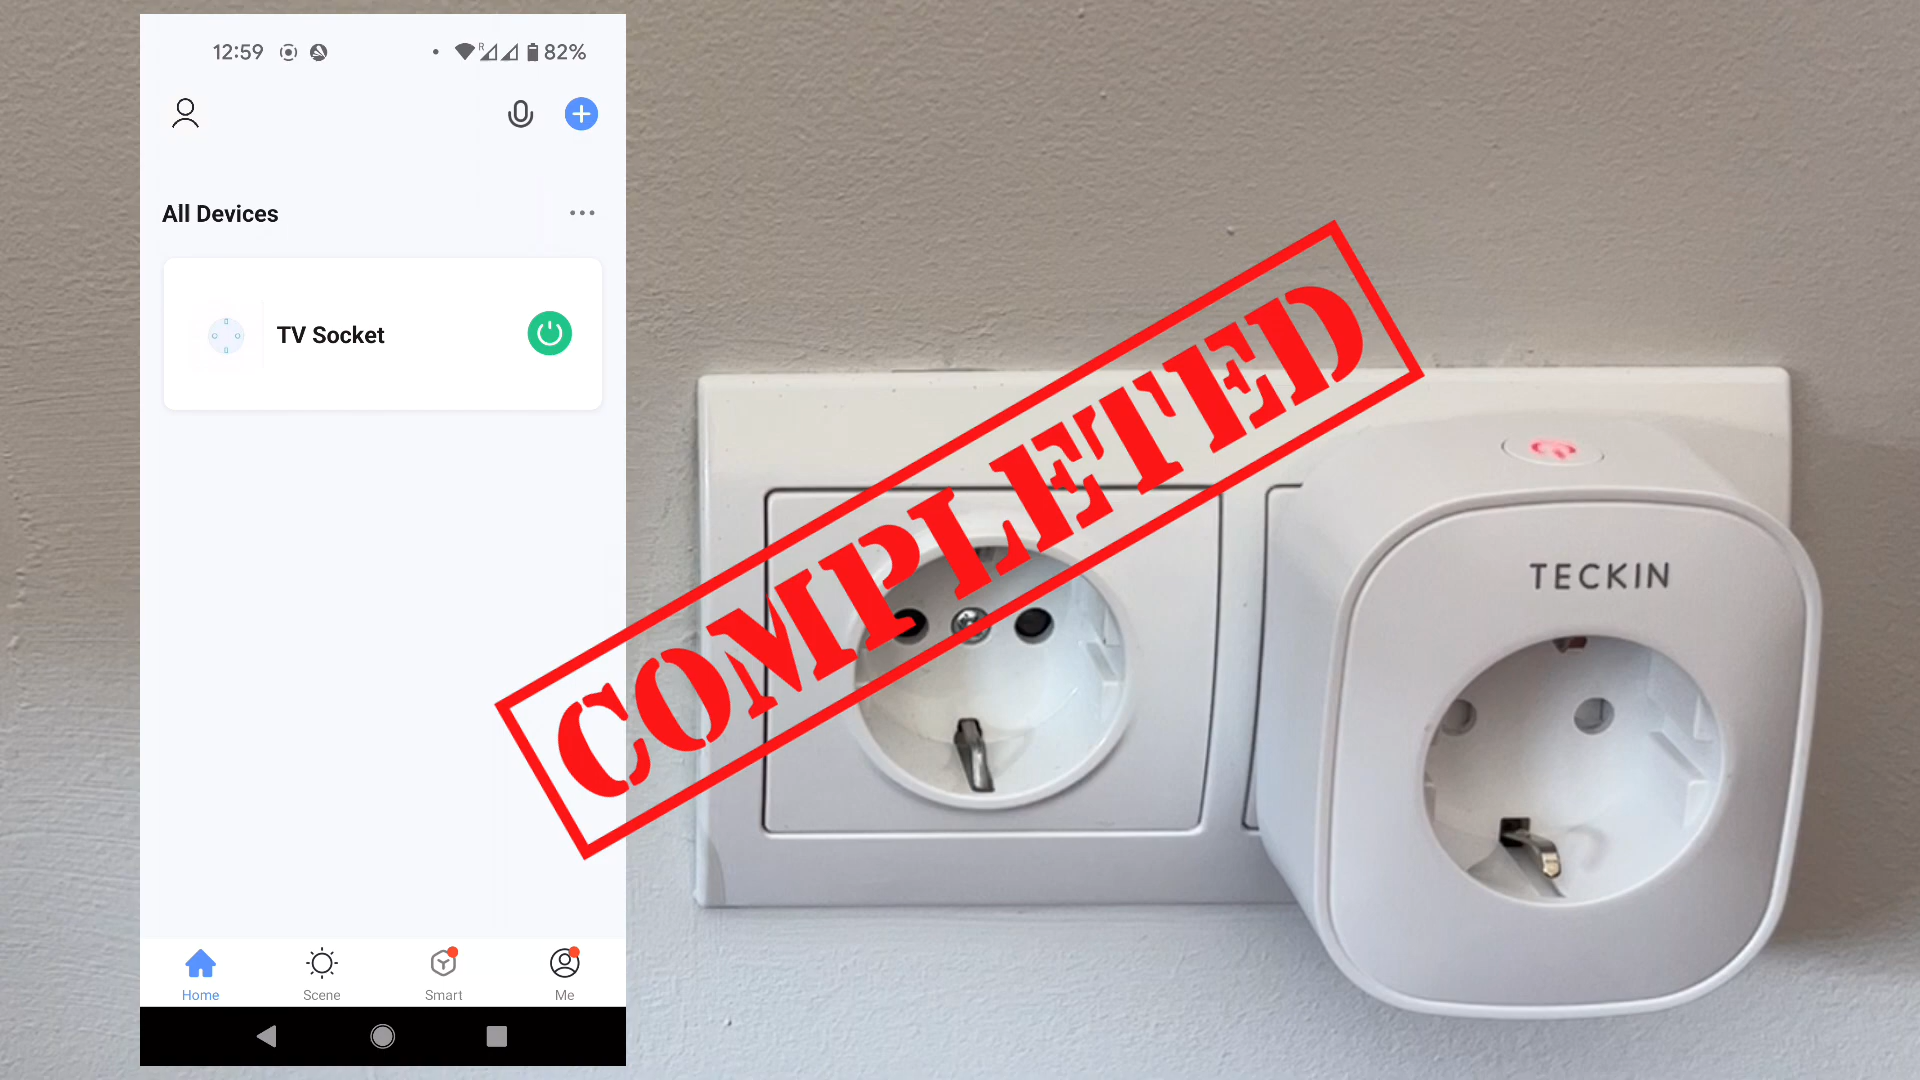 12:59
R
82%
All Devices
TV Socket
COMPLETED
TECKIN
Home
Scene
Smart
Me